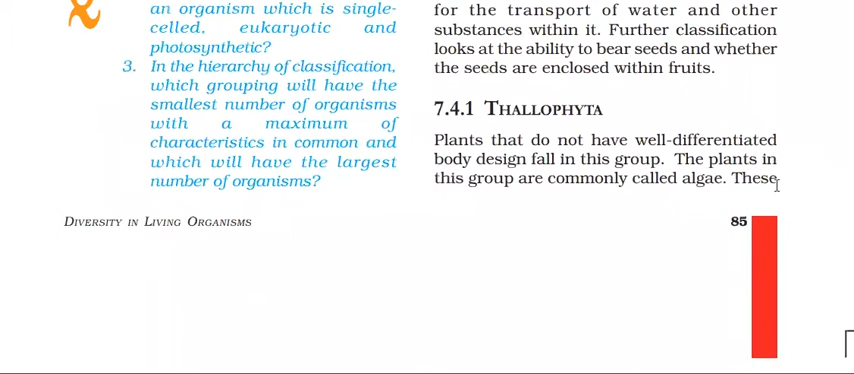 an organism which is single-
celled, eukaryotic and
photosynthetic?
3. In the hierarchy of classification,
which grouping will have the
smallest number of organisms
with a maximum of
characteristics in common and
which will have the largest
number of organisms?
for the transport of water and other
substances within it. Further classification
looks at the ability to bear seeds and whether
the seeds are enclosed within fruits.
7.4.1 THALLOPHYTA
Plants that do not have well-differentiated
body design fall in this group. The plants in
this group are commonly called algae. These
DIVERSITY IN LIVING ORGANISMS
85